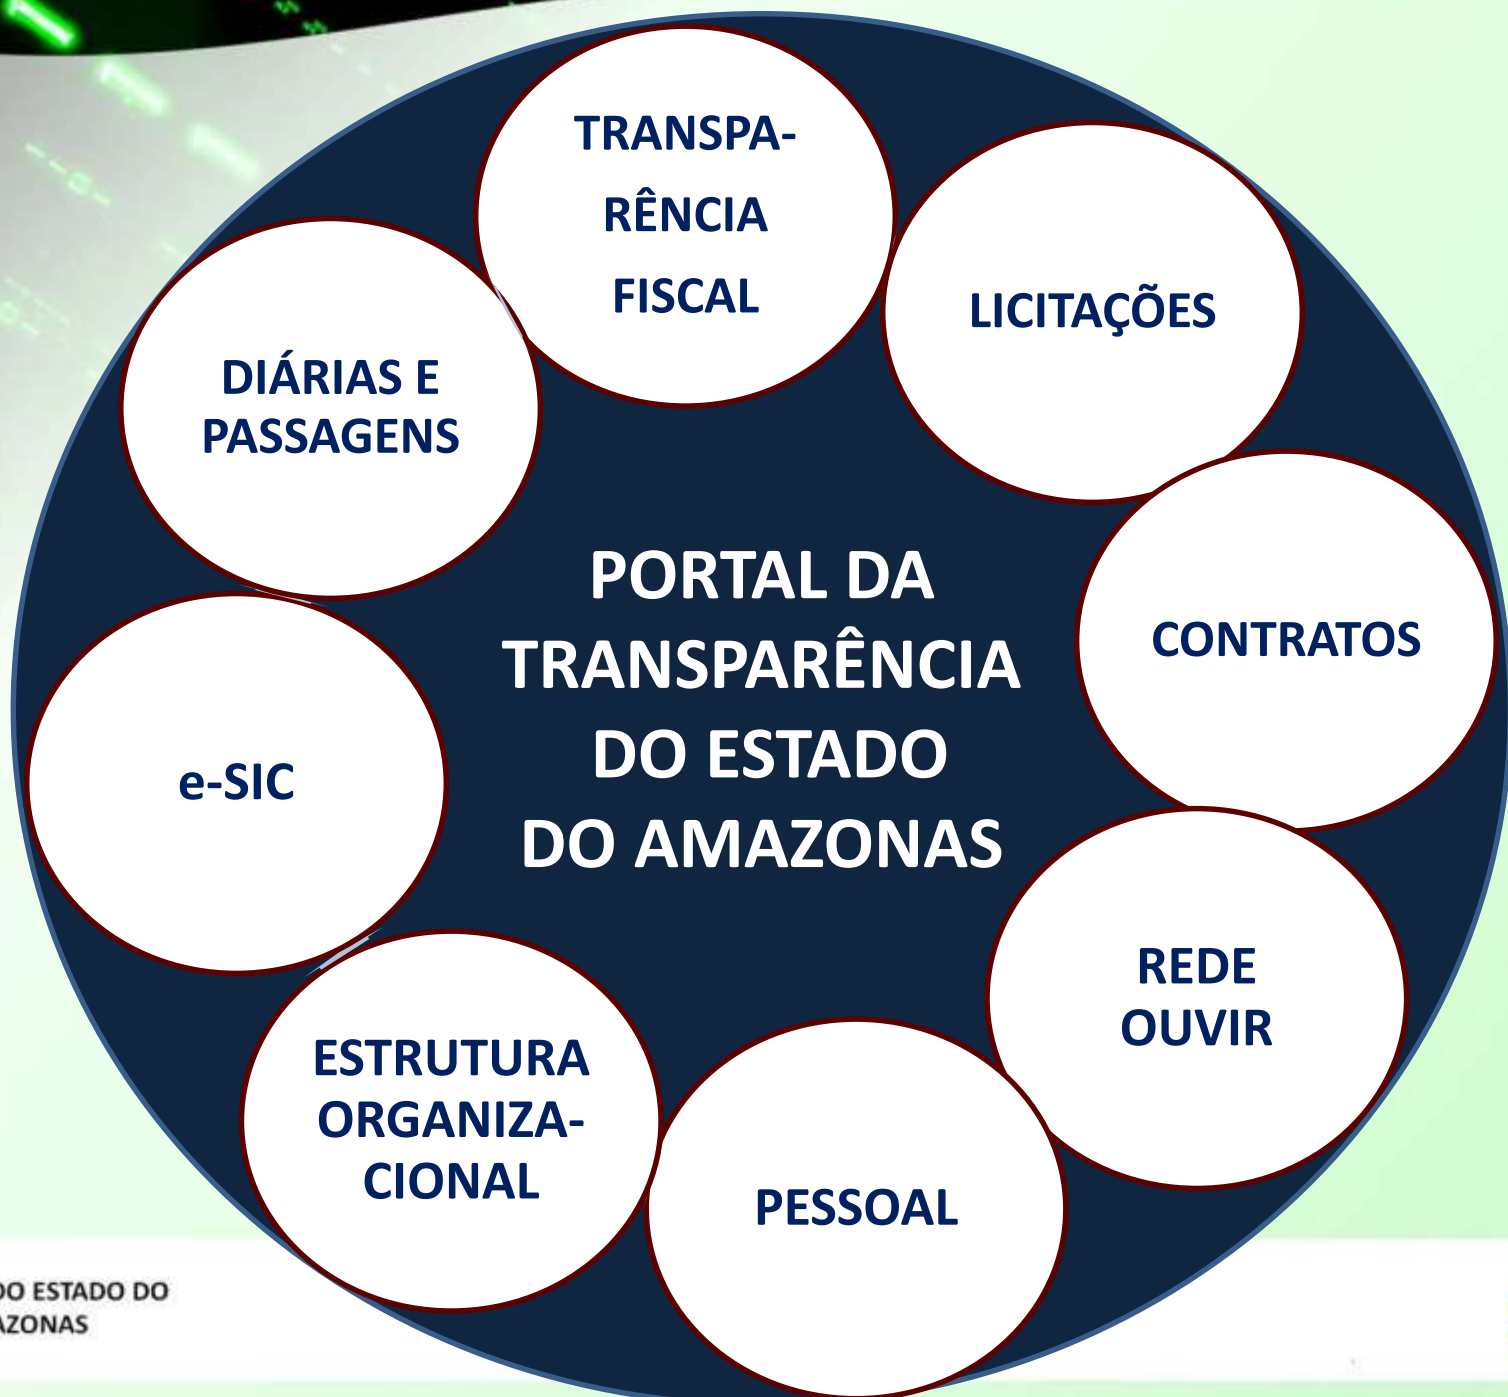 TRANSPA-
RÊNCIA
FISCAL
LICITAÇÕES
DIÁRIAS E
PASSAGENS
PORTAL DA
TRANSPARÊNCIA
DO ESTADO
DO AMAZONAS
CONTRATOS
e-SIC
REDE
OUVIR
ESTRUTURA
ORGANIZA-
CIONAL
PESSOAL
DO ESTADO DO
AZONAS